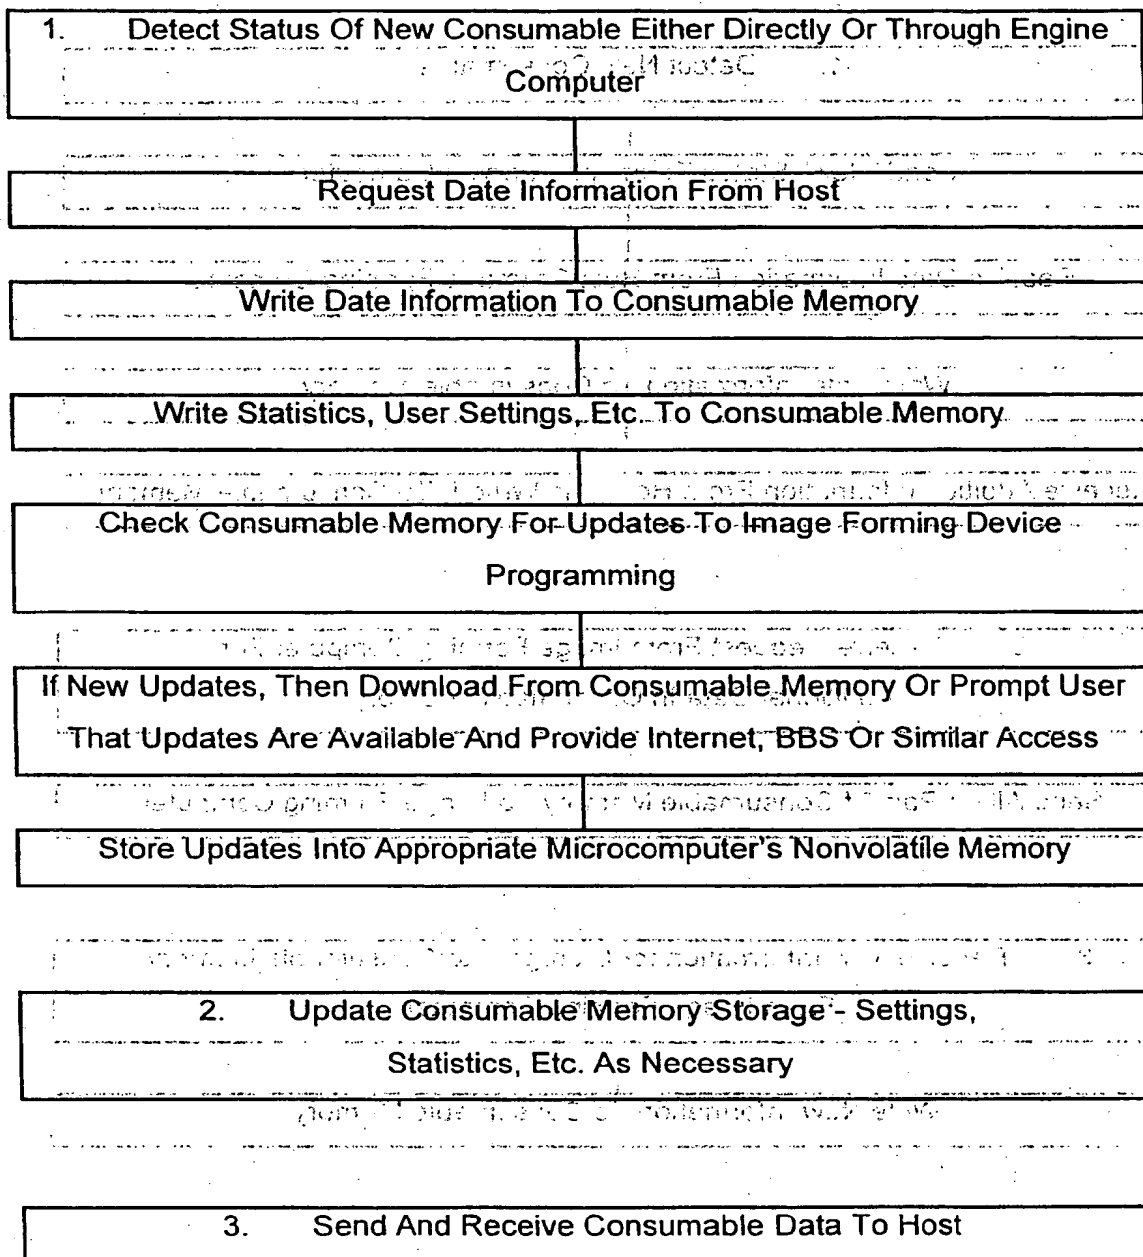 1. Detect Status Of New Consumable Either Directly Or Through Engine
Computer
Request Date Information From Host
Write Date Information To Consumable Memory
Write Statistics, User Settings, Etc. To Consumable Memory
Check Consumable Memory For Updates To Image Forming Device
Programming
If New Updates, Then Download From Consumable Memory Or Prompt User
That Updates Are Available And Provide Internet, BBS Or Similar Access
Store Updates Into Appropriate Microcomputer's Nonvolatile Memory
2. Update Consumable Memory Storage - Settings,
Statistics, Etc. As Necessary
3. Send And Receive Consumable Data To Host